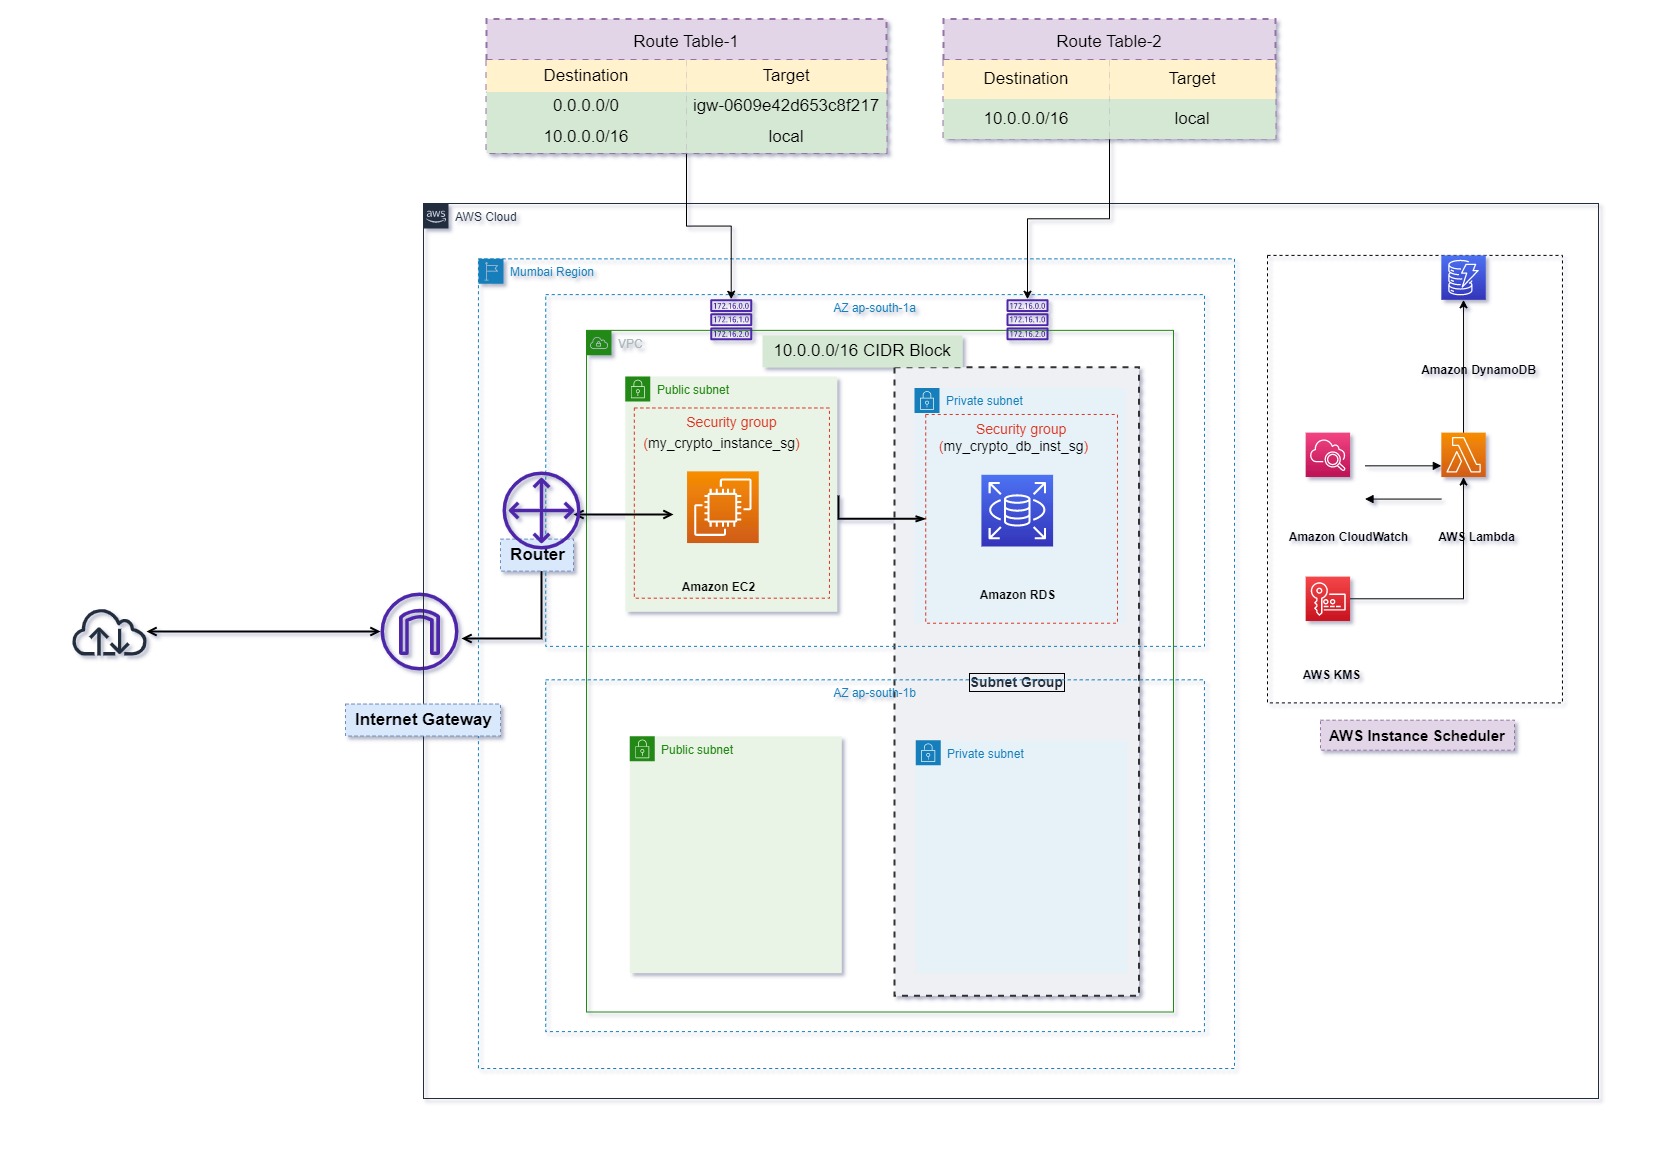 Route Table-1
Destination Target
0.0.0.0/0 igw-0609e42d653c8f217
10.0.0.0/16 local
Route Table-2
Destination Target
10.0.0.0/16 local
aws AWS Cloud
Mumbai Region
AZ ap-south-1a
172.16.0.0
172.16.1.0
172.16.2.0
172.16.0.0
172.16.1.0
172.16.2.0
VPC
10.0.0.0/16 CIDR Block
Public subnet
Security group
(my_crypto_instance_sg)
Amazon EC2
Private subnet
Security group
(my_crypto_db_inst_sg)
Amazon RDS
Router
Internet Gateway
Subnet Group
AZ ap-south-1b
Public subnet
Private subnet
Amazon DynamoDB
Amazon CloudWatch
AWS Lambda
AWS KMS
AWS Instance Scheduler